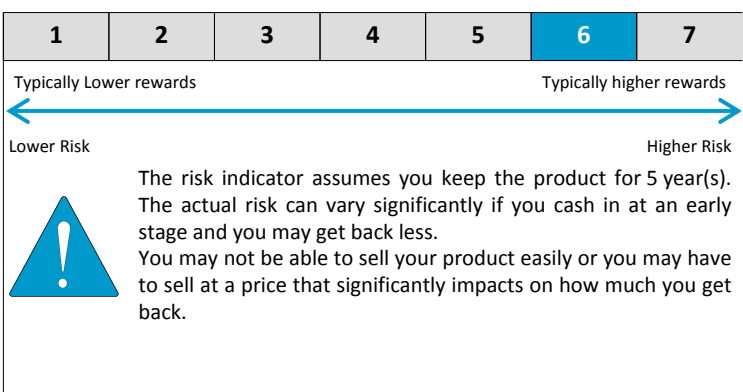 1 2 3 4 5 6 7
Typically Lower rewards Typically higher rewards
Lower Risk Higher Risk
The risk indicator assumes you keep the product for 5 year(s).
The actual risk can vary significantly if you cash in at an early
stage and you may get back less.
You may not be able to sell your product easily or you may have
to sell at a price that significantly impacts on how much you get
back.